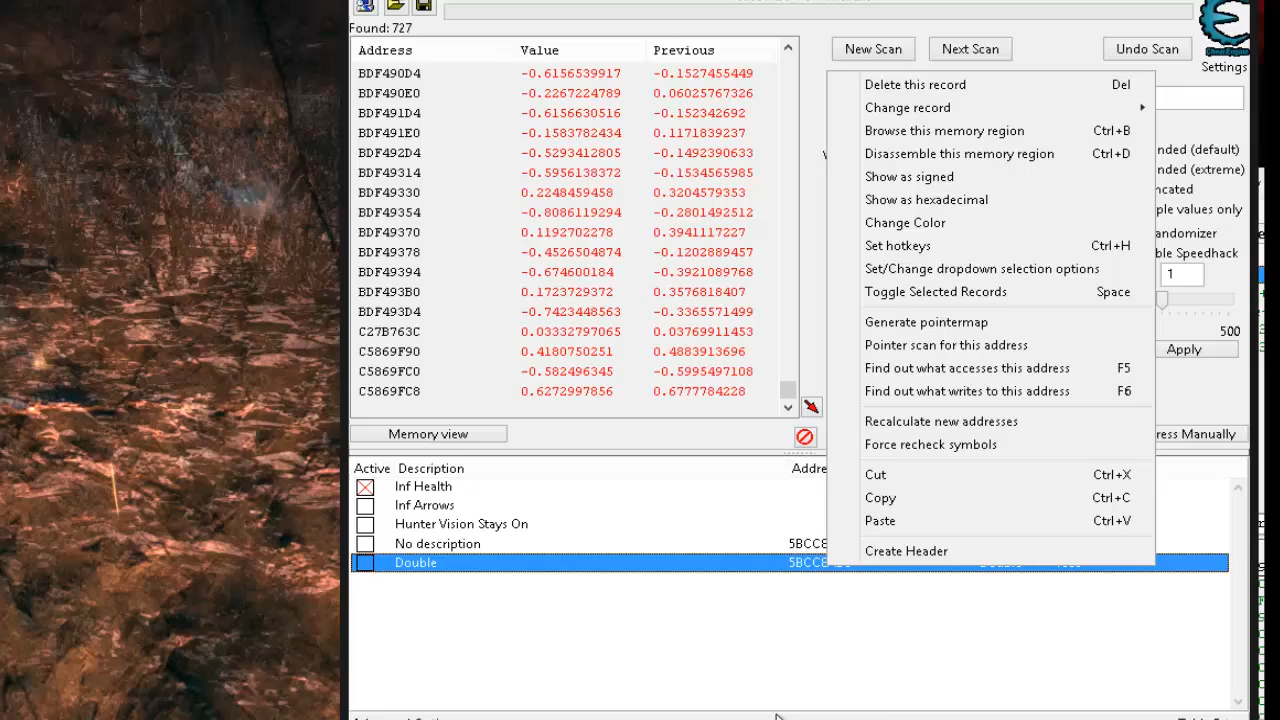 Found: 727
Address Value Previous
BDF490D4 -0.6156539917 -0.1527455449
BDF490E0 -0.2267224789 0.06025767326
BDF491D4 -0.6156630516 -0.152342692
BDF491E0 -0.1583782434 0.1171839237
BDF492D4 -0.5293412805 -0.1492390633
BDF49314 -0.5956138372 -0.1534565985
BDF49330 0.2248459458 0.3204579353
BDF49354 -0.8086119294 -0.2801492512
BDF49370 0.1192702278 0.3941117227
BDF49378 -0.4526504874 -0.1202889457
BDF49394 -0.674600184 -0.3921089768
BDF493B0 0.1723729372 0.3576818407
BDF493D4 -0.7423448563 -0.3365571499
C27B763C 0.03332797065 0.03769911453
C5869F90 0.4180750251 0.4883913696
C5869FC0 -0.582496345 -0.5995497108
C5869FC8 0.6272997856 0.6777784228
New Scan Next Scan Undo Scan
Cheat Engine
Settings
Delete this record Del
Change record
Browse this memory region Ctrl+B
Disassemble this memory region Ctrl+D
Show as signed
Show as hexadecimal
Change Color
Set hotkeys Ctrl+H
Set/Change dropdown selection options
Toggle Selected Records Space
Generate pointermap
Pointer scan for this address
Find out what accesses this address F5
Find out what writes to this address F6
Recalculate new addresses
Force recheck symbols
Cut Ctrl+X
Copy Ctrl+C
Paste Ctrl+V
Create Header
nded (default)
nded (extreme)
ncated
ple values only
andomizer
ble Speedhack
1
500
Apply
Memory view
ress Manually
Active Description Addre
Inf Health
Inf Arrows
Hunter Vision Stays On
No description 5BCC8
Double 5BCC8